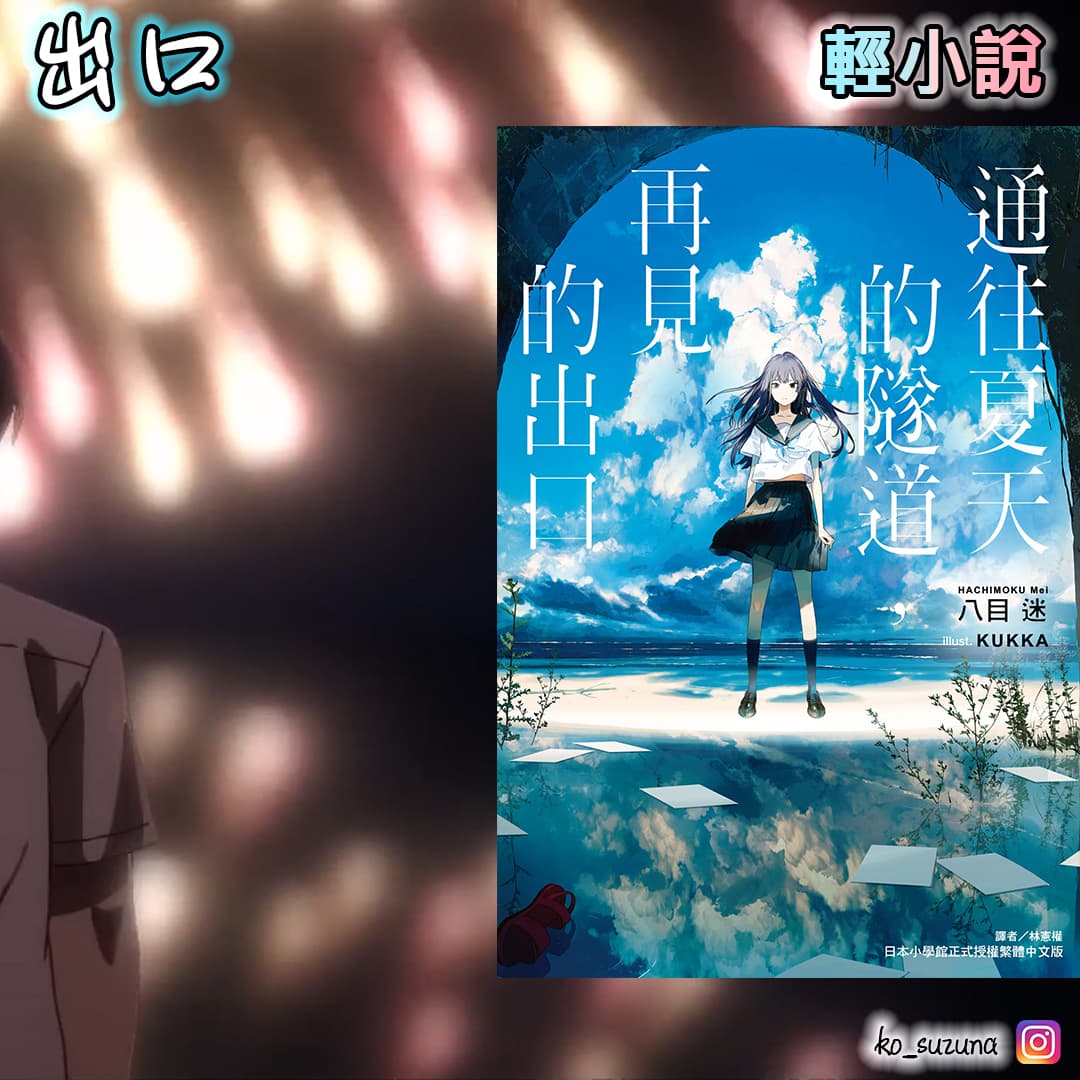 出口
輕小說
通往夏天
的隧道，
再見
的出口
HACHIMOKU Mei
八目 迷
illust. KUKKA
譯者／林憲權
日本小學館正式授權繁體中文版
ko_suzuna